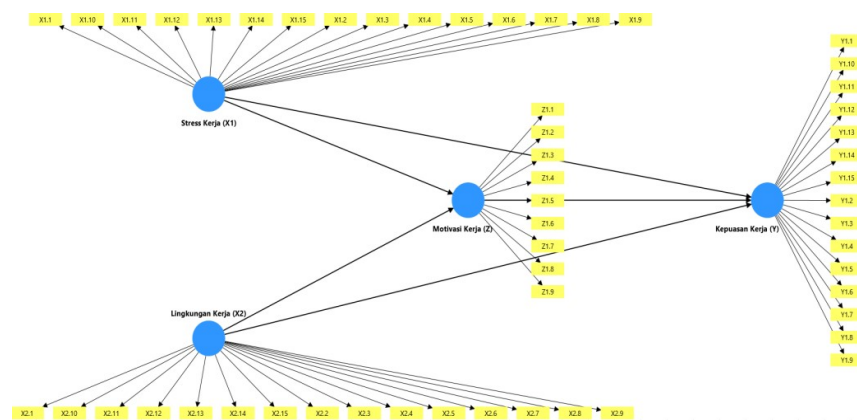 X1.1 X1.10 X1.11 X1.12 X1.13 X1.14 X1.15 X1.2 X1.3 X1.4 X1.5 X1.6 X1.7 X1.8 X1.9
Stress Kerja (X1)
Z1.1
Z1.2
Z1.3
Z1.4
Z1.5
Z1.6
Z1.7
Z1.8
Z1.9
Motivasi Kerja (Z)
Y1.1
Y1.10
Y1.11
Y1.12
Y1.13
Y1.14
Y1.15
Y1.2
Y1.3
Y1.4
Y1.5
Y1.6
Y1.7
Y1.8
Y1.9
Kepuasan Kerja (Y)
Lingkungan Kerja (X2)
X2.1 X2.10 X2.11 X2.12 X2.13 X2.14 X2.15 X2.2 X2.3 X2.4 X2.5 X2.6 X2.7 X2.8 X2.9